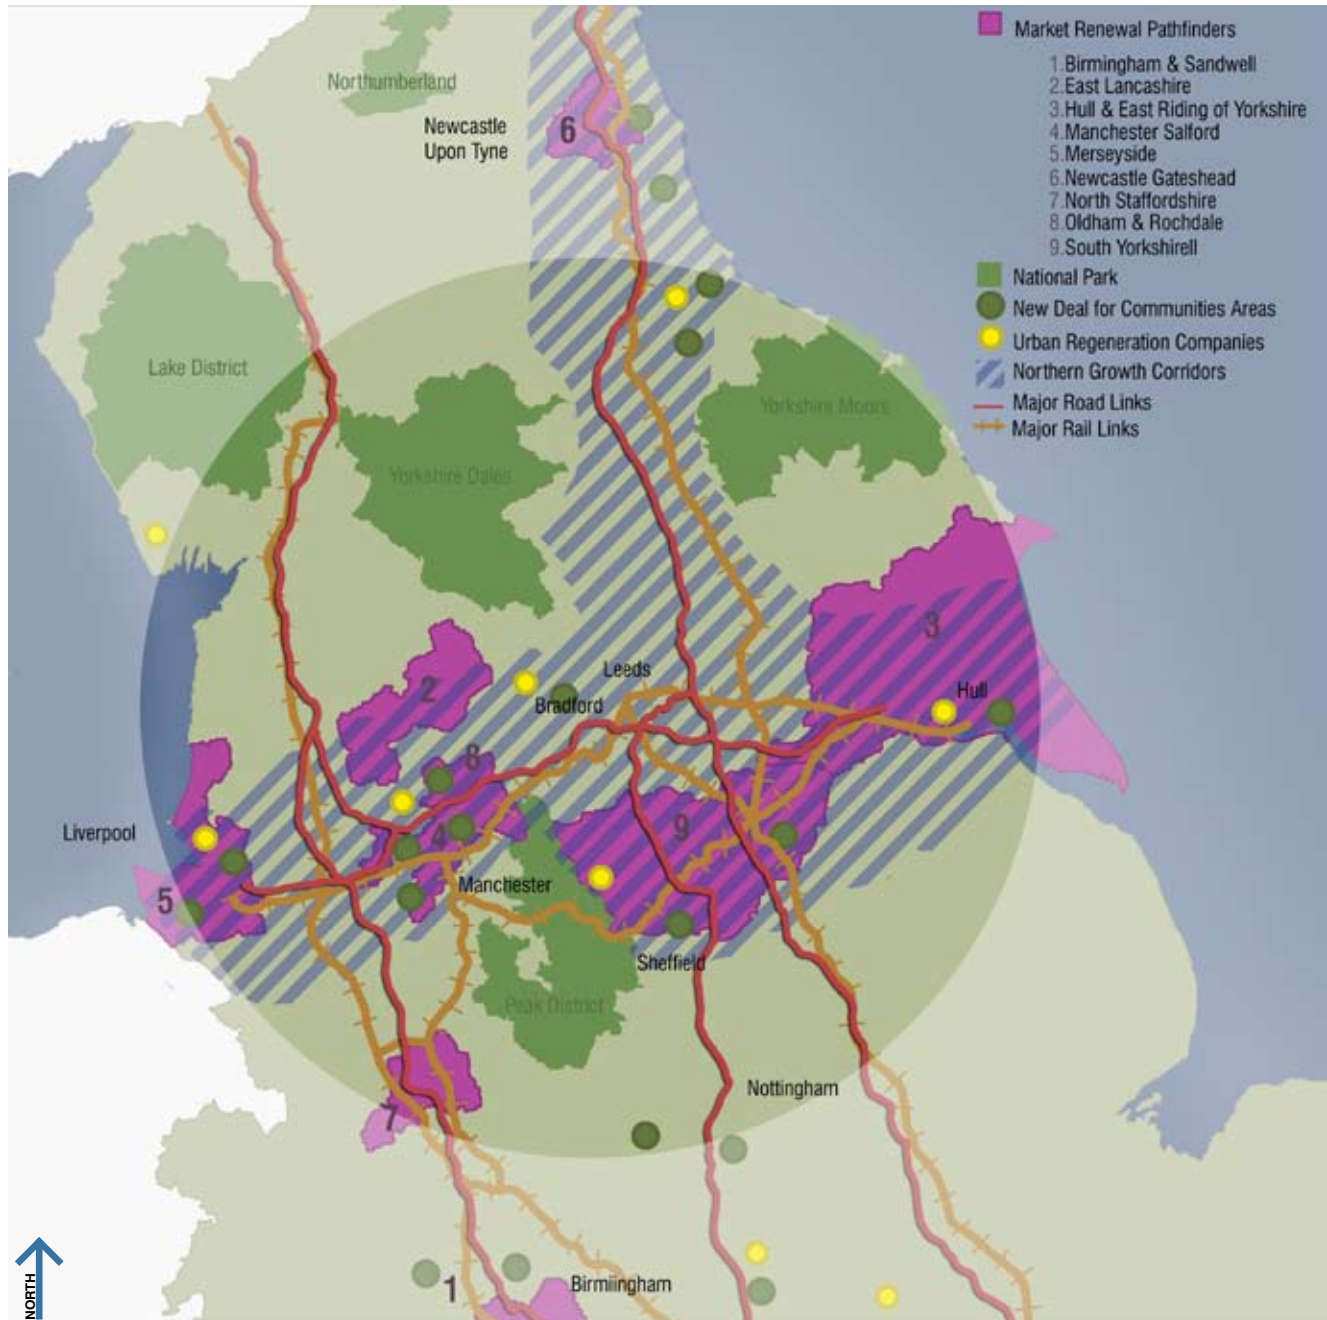 Market Renewal Pathfinders
1.Birmingham & Sandwell
2.East Lancashire
3.Hull & East Riding of Yorkshire
4.Manchester Salford
5.Merseyside
6.Newcastle Gateshead
7.North Staffordshire
8.Oldham & Rochdale
9.South Yorkshirell
National Park
New Deal for Communities Areas
Urban Regeneration Companies
Northern Growth Corridors
Major Road Links
Major Rail Links
Northumberland
Newcastle
Upon Tyne
6
Lake District
Yorkshire Moors
Yorkshire Dales
3
Leeds
2
Hull
Bradford
8
Liverpool
9
4
Manchester
5
Sheffield
Peak District
Nottingham
7
Birmiingham
1
NORTH